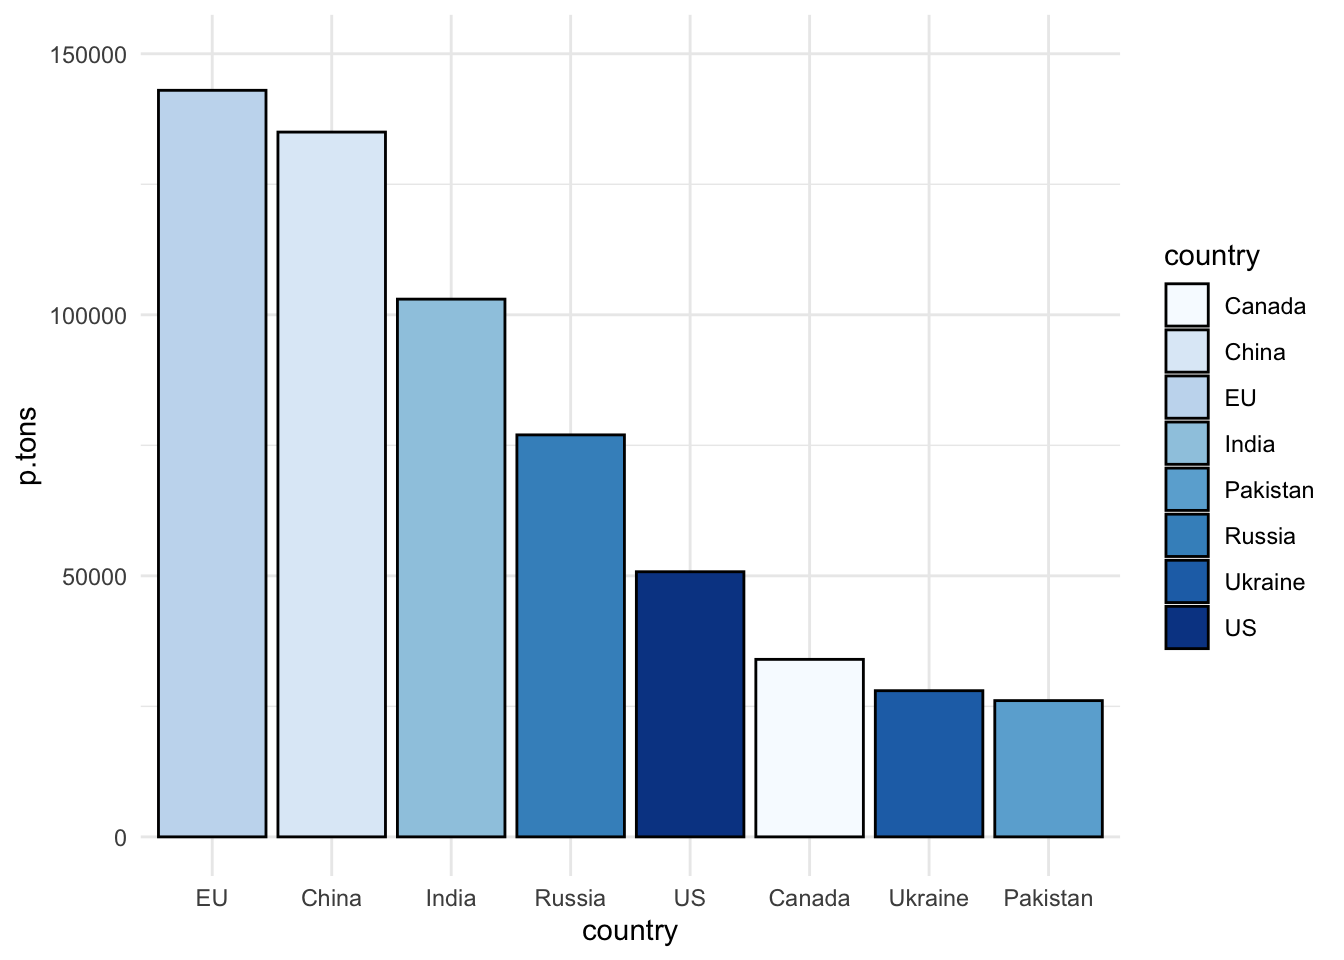 150000
100000
50000
0
p.tons
EU China India Russia US Canada Ukraine Pakistan
country
country
Canada
China
EU
India
Pakistan
Russia
Ukraine
US